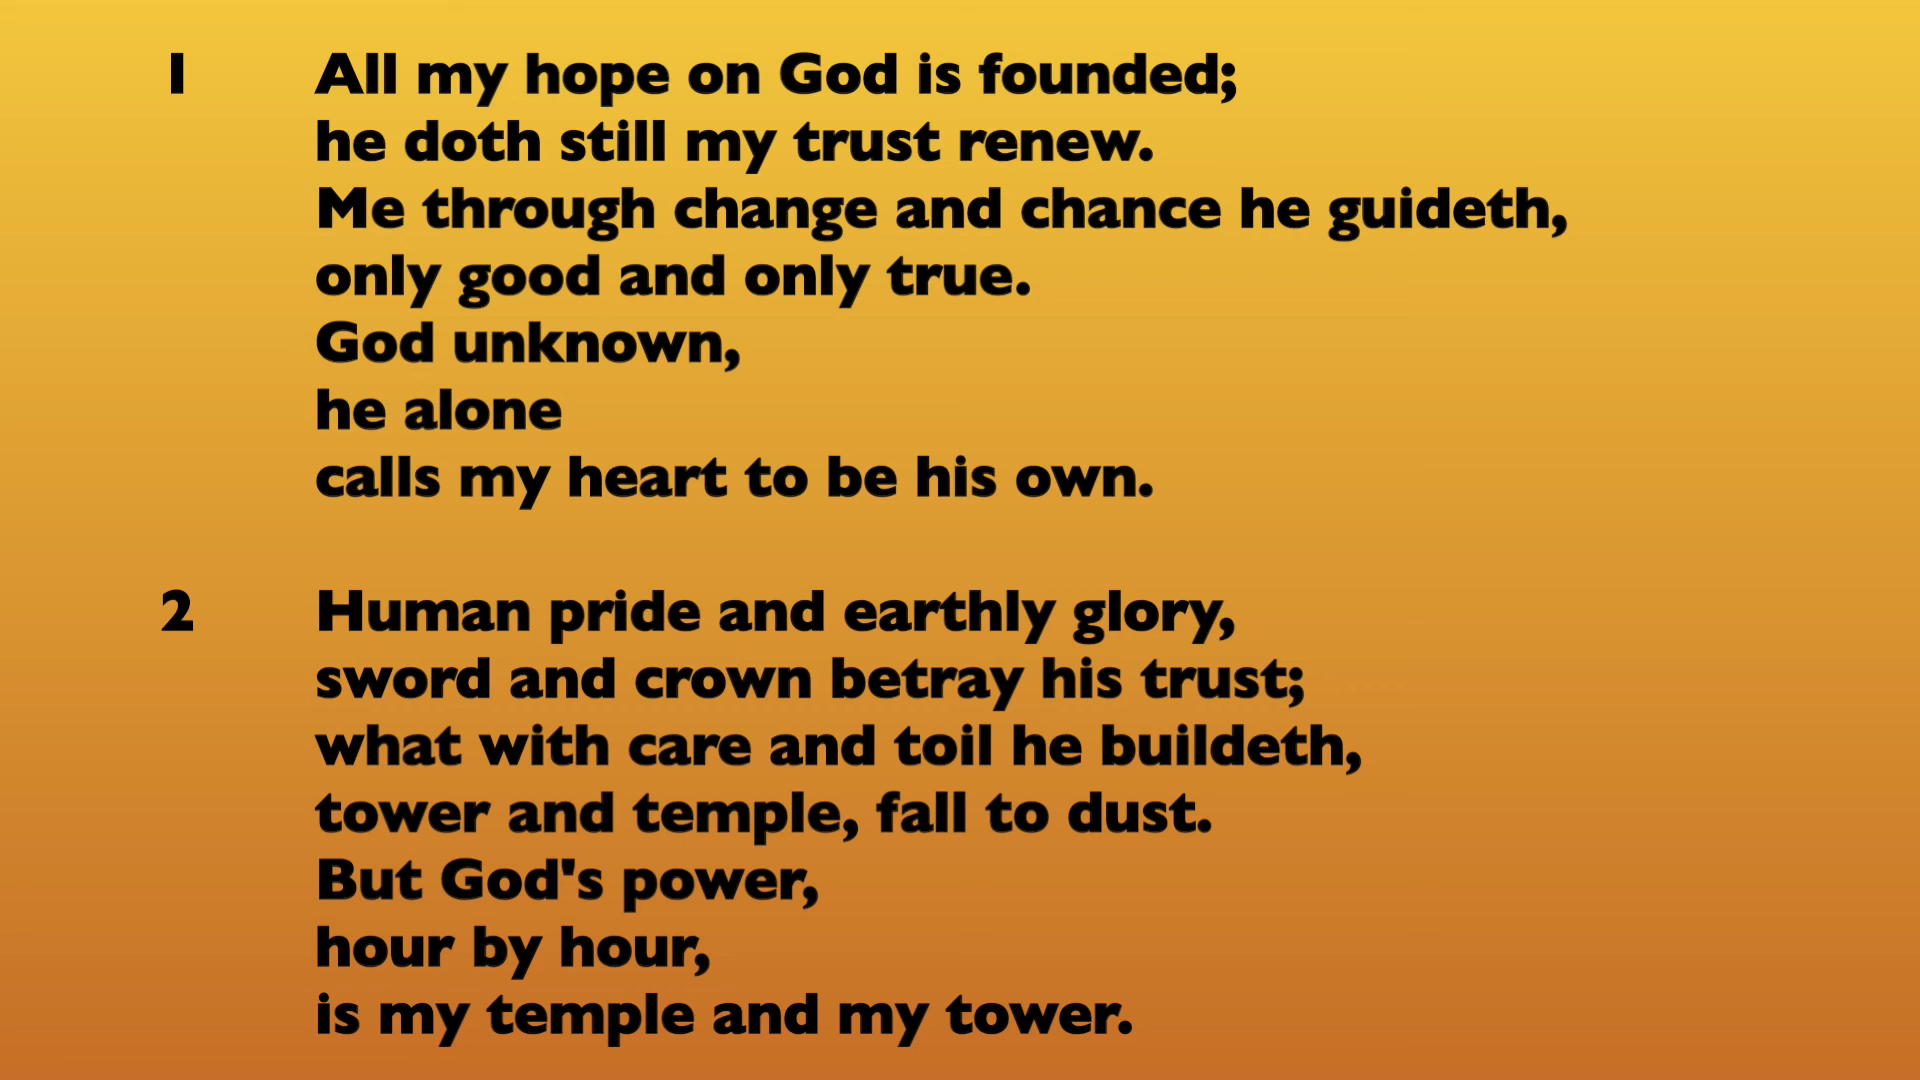 1 All my hope on God is founded;
he doth still my trust renew.
Me through change and chance he guideth,
only good and only true.
God unknown,
he alone
calls my heart to be his own.
2 Human pride and earthly glory,
sword and crown betray his trust;
what with care and toil he buildeth,
tower and temple, fall to dust.
But God's power,
hour by hour,
is my temple and my tower.